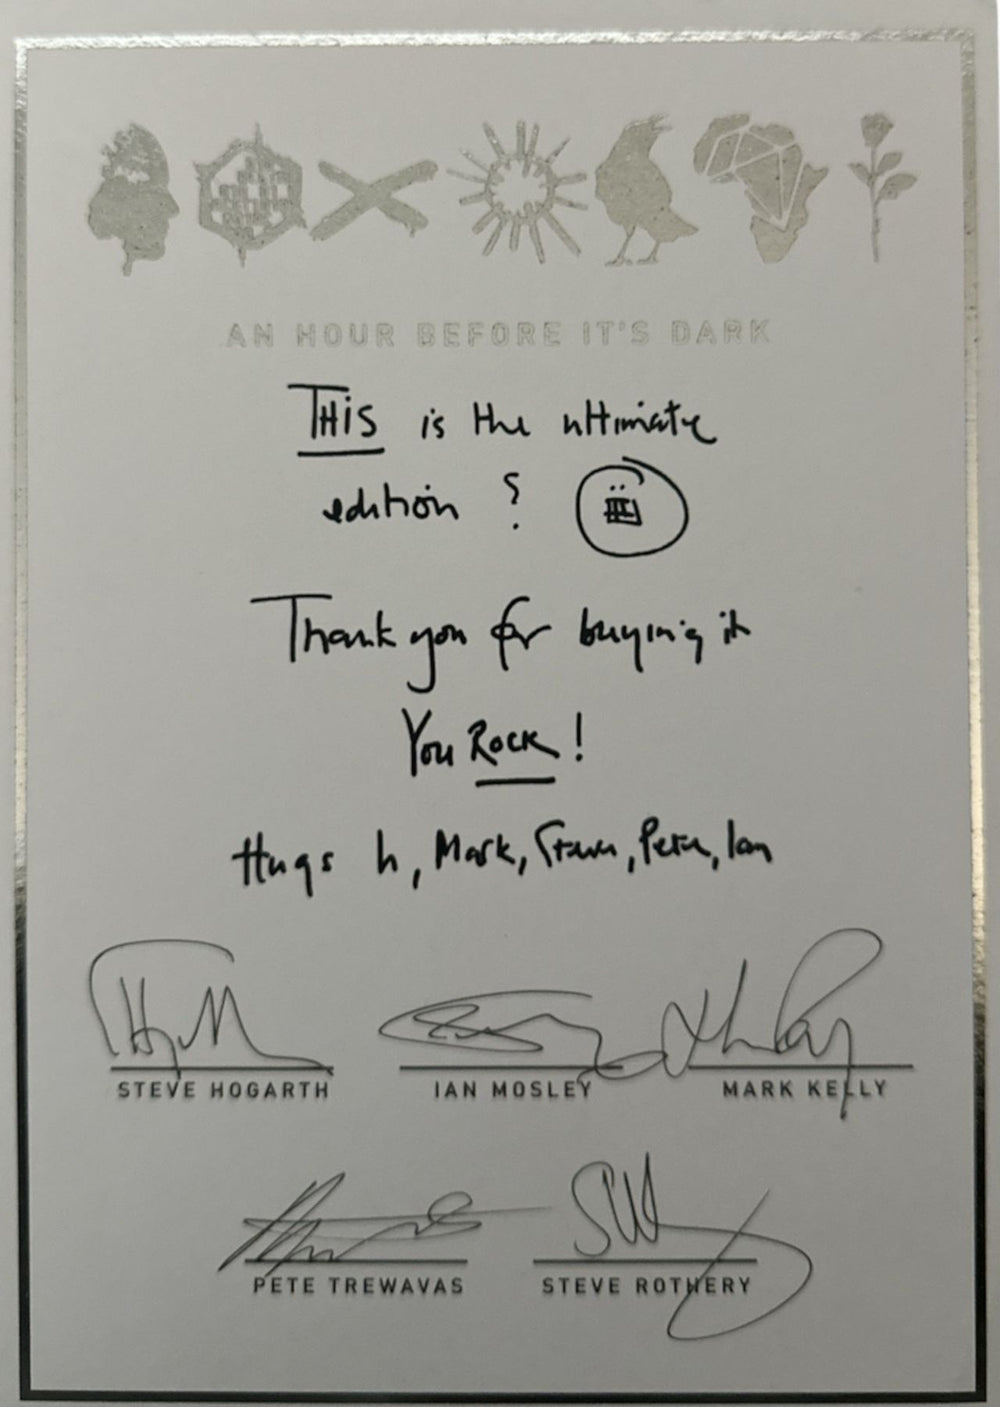 AN HOUR BEFORE IT'S DARK
THIS is the ultimate
edition ?
Thank you for buying it
You ROCK!
Hugs h, Mark, Steven, Pete, Ian
STEVE HOGARTH
IAN MOSLEY
MARK KELLY
PETE TREWAVAS
STEVE ROTHERY